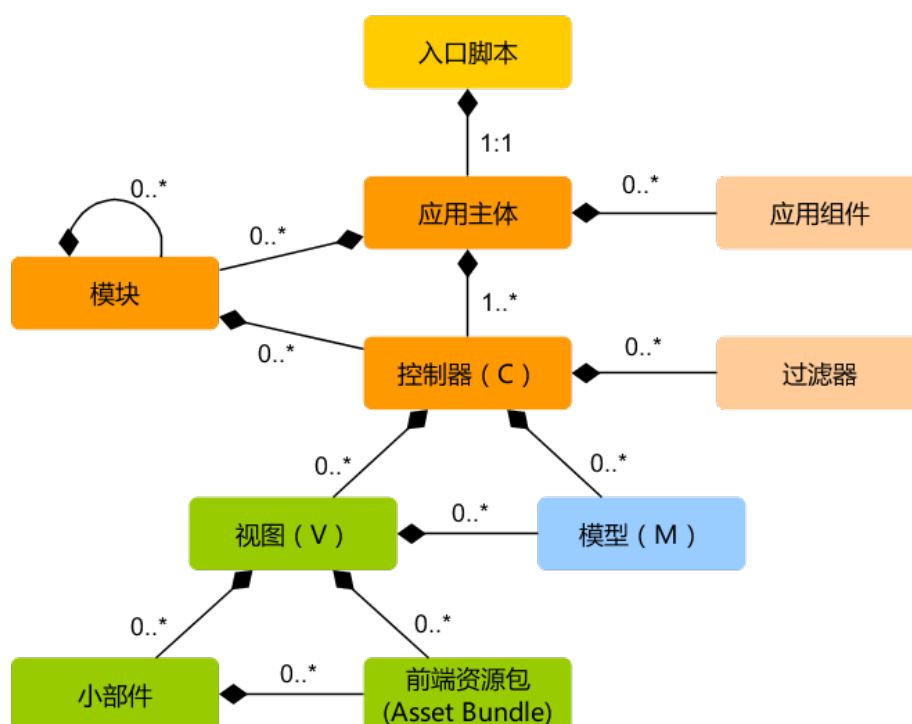 入口脚本
1:1
0..*
0..*
应用主体
应用组件
0..*
模块
1..*
0..*
0..*
控制器（C）
过滤器
0..*
0..*
视图（V）
0..*
模型（M）
0..*
0..*
小部件
0..*
前端资源包
(Asset Bundle)